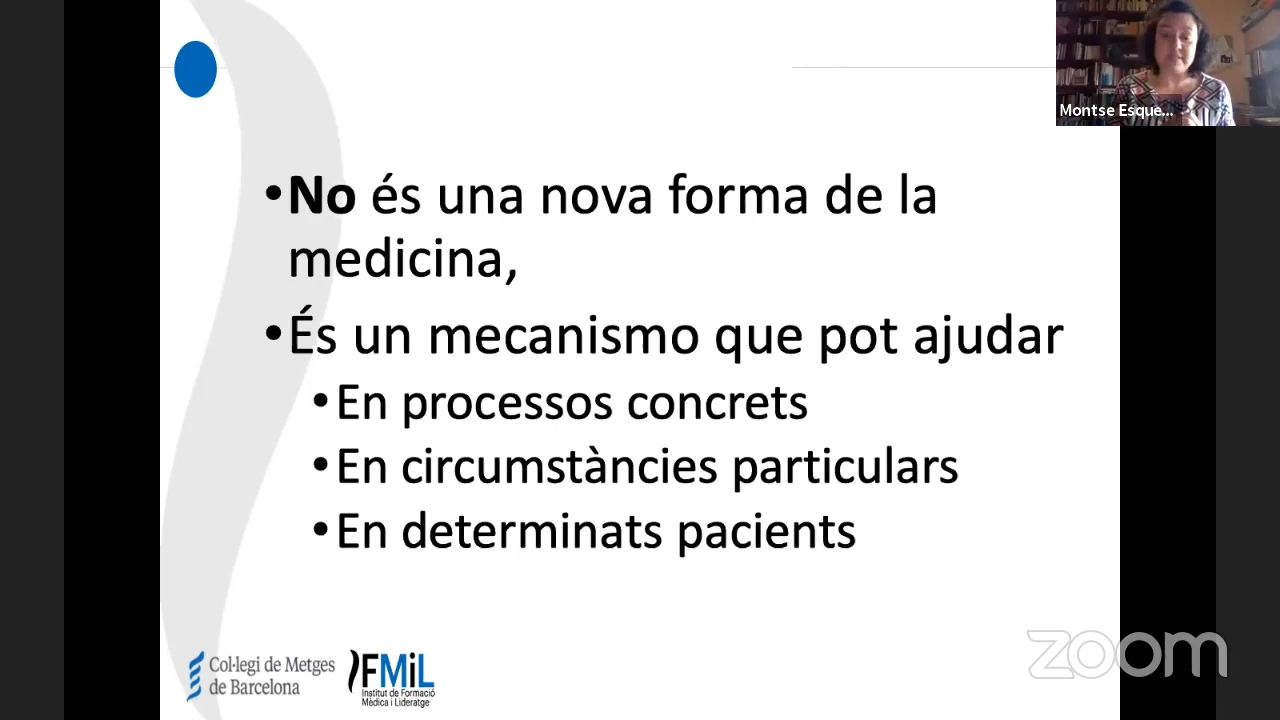 Montse Esque...
•No és una nova forma de la
medicina,
•És un mecanismo que pot ajudar
•En processos concrets
•En circumstàncies particulars
•En determinats pacients
Col·legi de Metges
de Barcelona
IFMiL
Institut de Formació
Mèdica i Lideratge
zoom